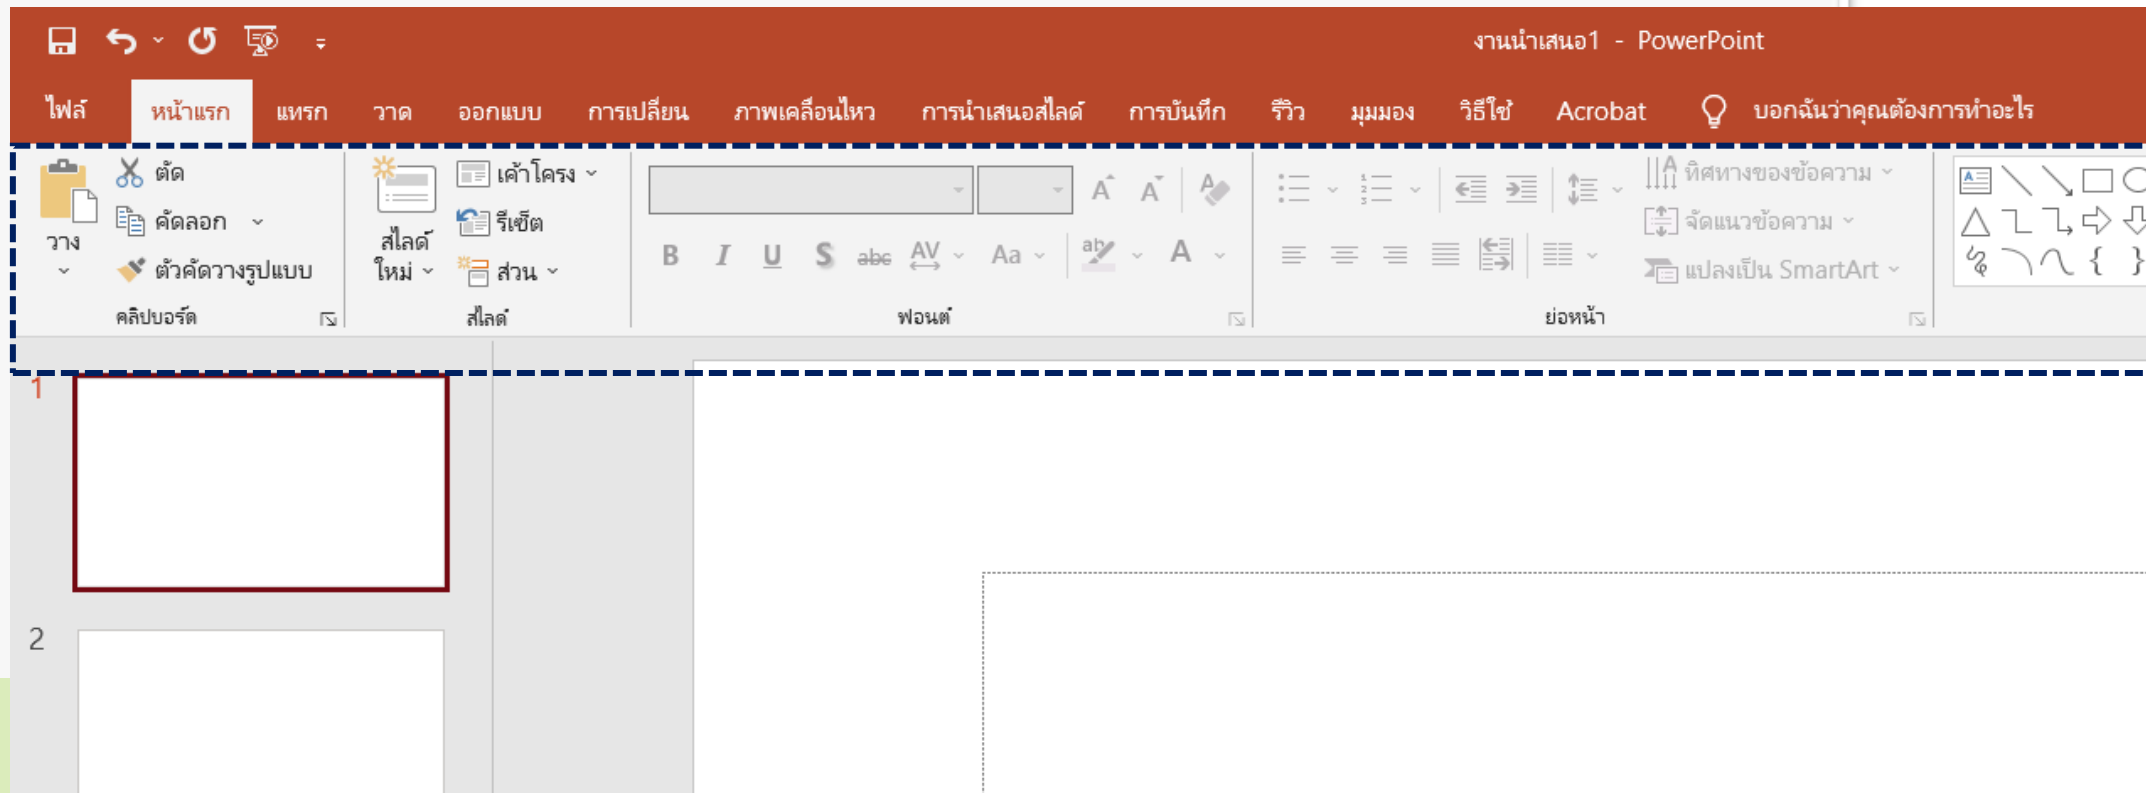 งานนำเสนอ1 - PowerPoint
ไฟล์ หน้าแรก แทรก วาด ออกแบบ การเปลี่ยน ภาพเคลื่อนไหว การนำเสนอสไลด์ การบันทึก รีวิว มุมมอง วิธีใช้ Acrobat บอกฉันว่าคุณต้องการทำอะไร
วาง
ตัด
คัดลอก
ตัวคัดวางรูปแบบ
คลิปบอร์ด
สไลด์
ใหม่
เค้าโครง
รีเซ็ต
ส่วน
สไลด์
A A A
B I U S abc AV Aa ab A
ฟอนต์
ทิศทางของข้อความ
จัดแนวข้อความ
แปลงเป็น SmartArt
ย่อหน้า
1
2